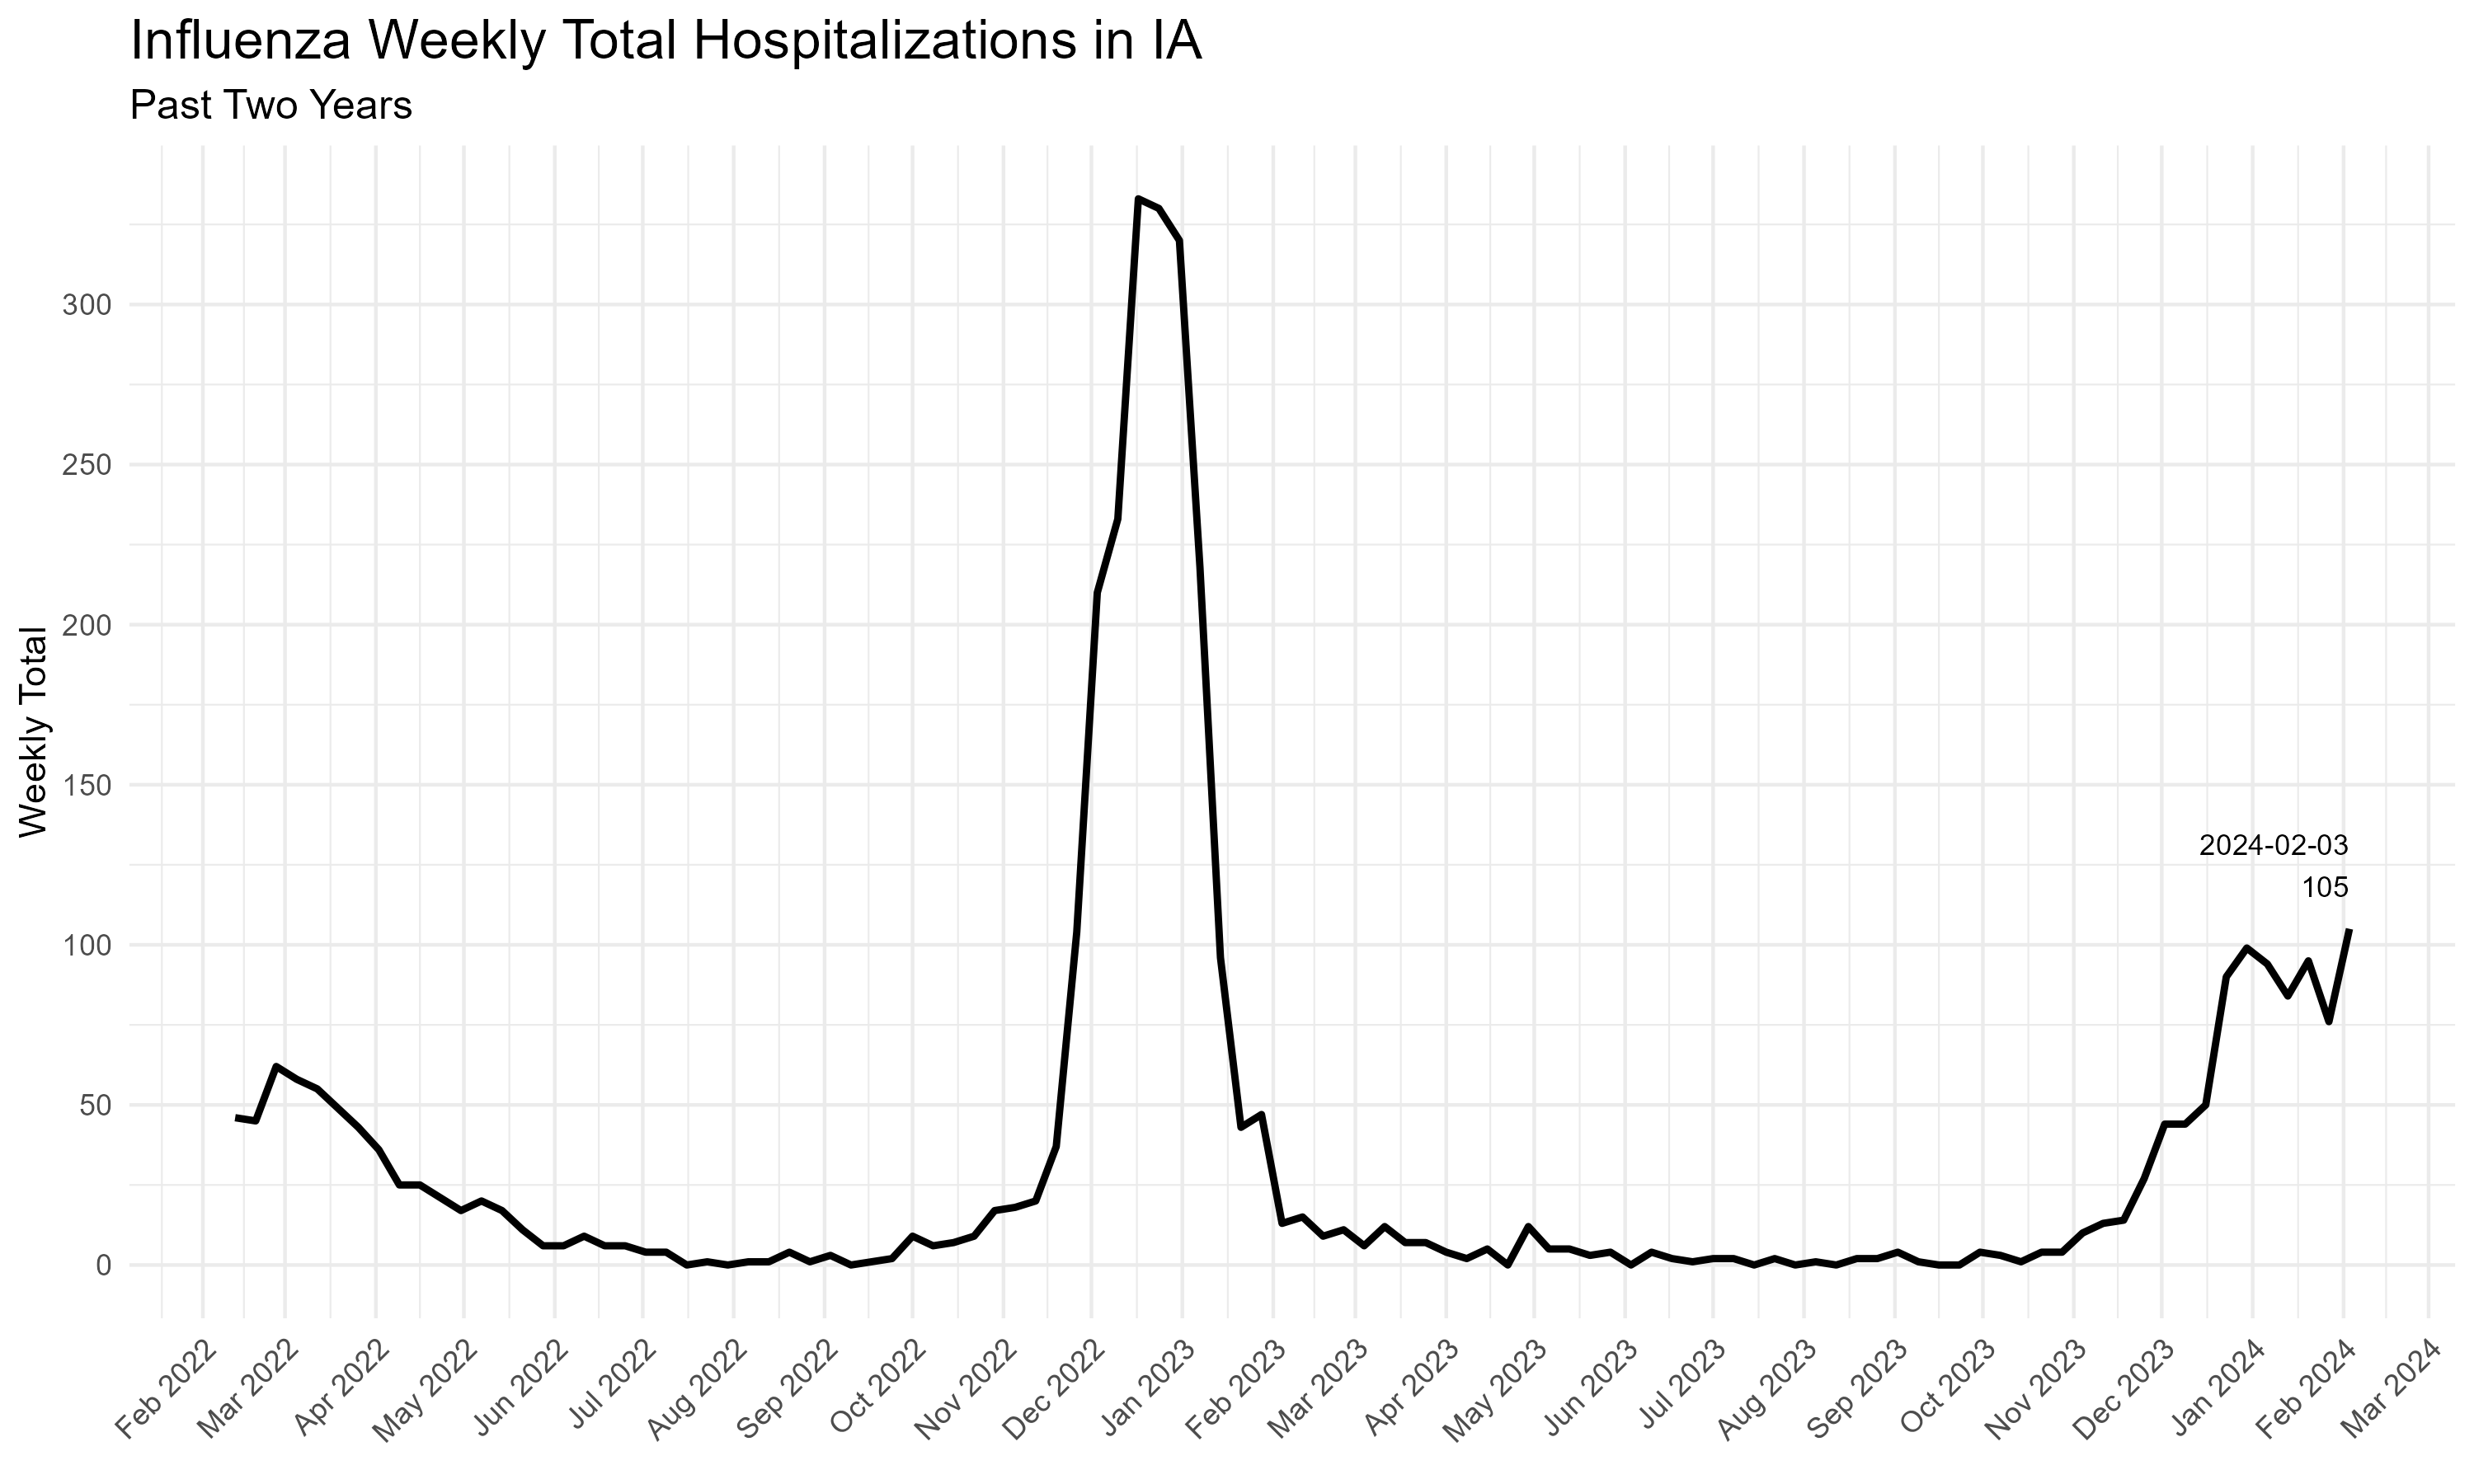 Influenza Weekly Total Hospitalizations in IA
Past Two Years
Weekly Total
300
250
200
150
100
50
0
2024-02-03
105
Feb 2022
Mar 2022
Apr 2022
May 2022
Jun 2022
Jul 2022
Aug 2022
Sep 2022
Oct 2022
Nov 2022
Dec 2022
Jan 2023
Feb 2023
Mar 2023
Apr 2023
May 2023
Jun 2023
Jul 2023
Aug 2023
Sep 2023
Oct 2023
Nov 2023
Dec 2023
Jan 2024
Feb 2024
Mar 2024